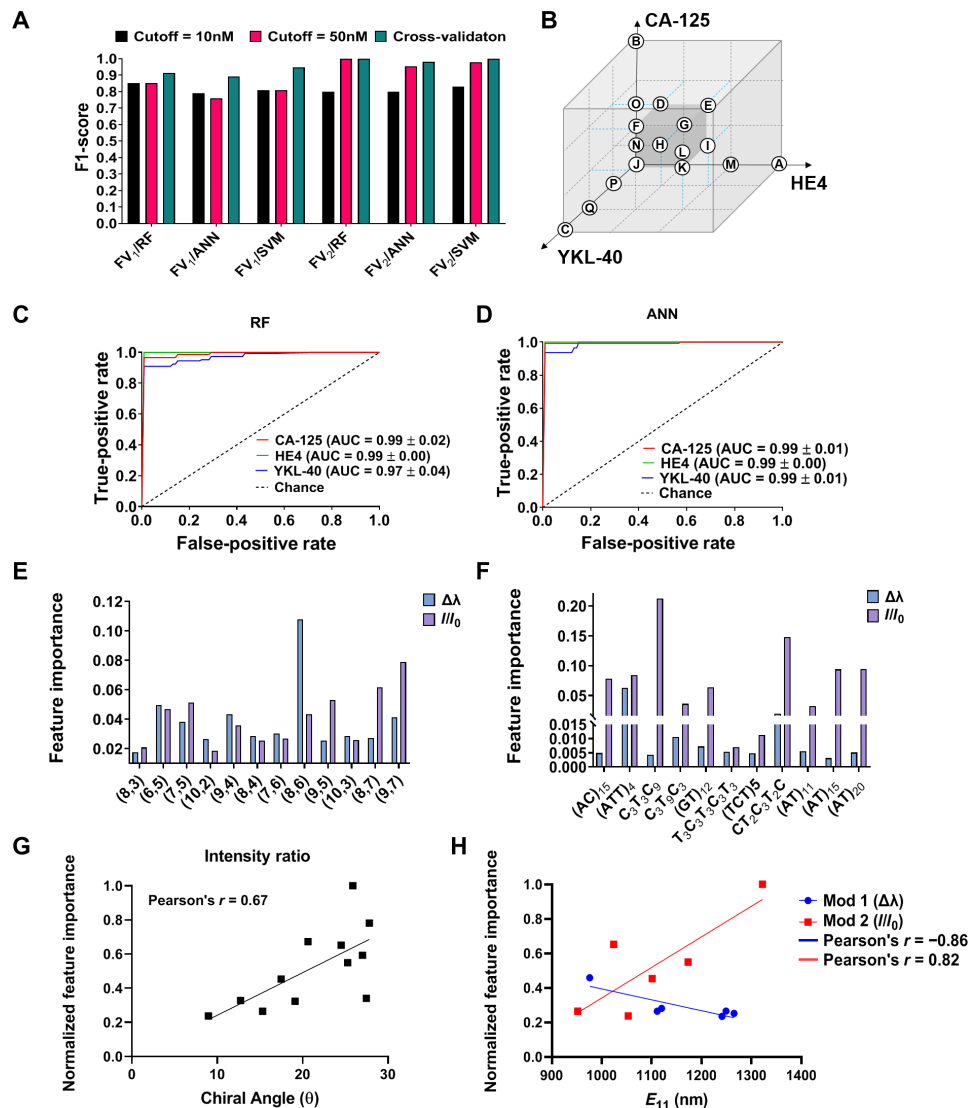 A
Cutoff = 10nM Cutoff = 50nM Cross-validaton
F1-score
1.0
0.9
0.8
0.7
0.6
0.5
0.4
0.3
0.2
0.1
0.0
FV₁/RF FV₁/ANN FV₁/SVM FV₂/RF FV₂/ANN FV₂/SVM
B
CA-125
B
O D E
F G
N H L I
J K M A
P
Q
C
HE4
YKL-40
C
RF
True-positive rate
1.0
0.8
0.6
0.4
0.2
0.0
CA-125 (AUC = 0.99 ± 0.02)
HE4 (AUC = 0.99 ± 0.00)
YKL-40 (AUC = 0.97 ± 0.04)
Chance
0.0 0.2 0.4 0.6 0.8 1.0
False-positive rate
D
ANN
True-positive rate
1.0
0.8
0.6
0.4
0.2
0.0
CA-125 (AUC = 0.99 ± 0.01)
HE4 (AUC = 0.99 ± 0.00)
YKL-40 (AUC = 0.99 ± 0.01)
Chance
0.0 0.2 0.4 0.6 0.8 1.0
False-positive rate
E
Δλ
I/I₀
Feature importance
0.12
0.10
0.08
0.06
0.04
0.02
(8,3) (6,5) (7,5) (10,2) (9,4) (8,4) (7,6) (8,6) (9,5) (10,3) (8,7) (9,7)
F
Δλ
I/I₀
Feature importance
0.20
0.15
0.10
0.05
0.015
0.010
0.005
0.000
(AC)₁₅ (ATT)₄ C₃T₃C₉ C₃T₉C₃ (GT)₁₂ T₃C₃T₃C₃T₃ (TCT)5 CT₂C₃T₂C (AT)₁₁ (AT)₁₅ (AT)₂₀
G
Intensity ratio
Pearson's r = 0.67
Normalized feature importance
1.0
0.8
0.6
0.4
0.2
0.0
0 10 20 30
Chiral Angle (θ)
H
Normalized feature importance
1.0
0.8
0.6
0.4
0.2
0.0
900 1000 1100 1200 1300 1400
E₁₁ (nm)
Mod 1 (Δλ)
Mod 2 (I/I₀)
Pearson's r = −0.86
Pearson's r = 0.82